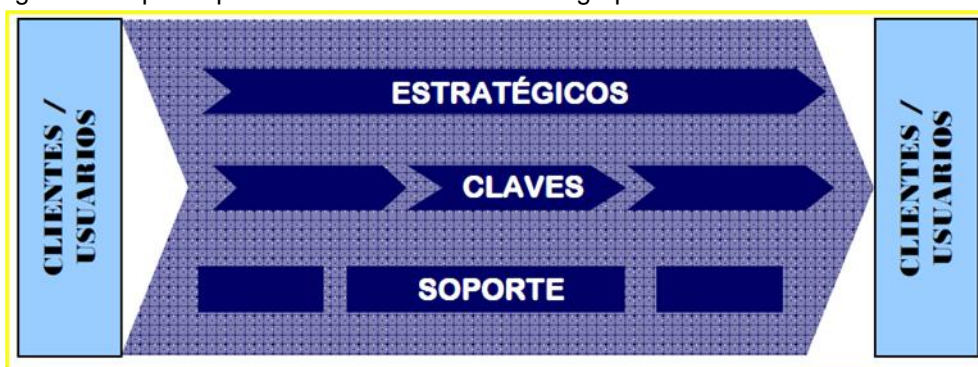 CLIENTES /
USUARIOS
ESTRATÉGICOS
CLAVES
SOPORTE
CLIENTES /
USUARIOS